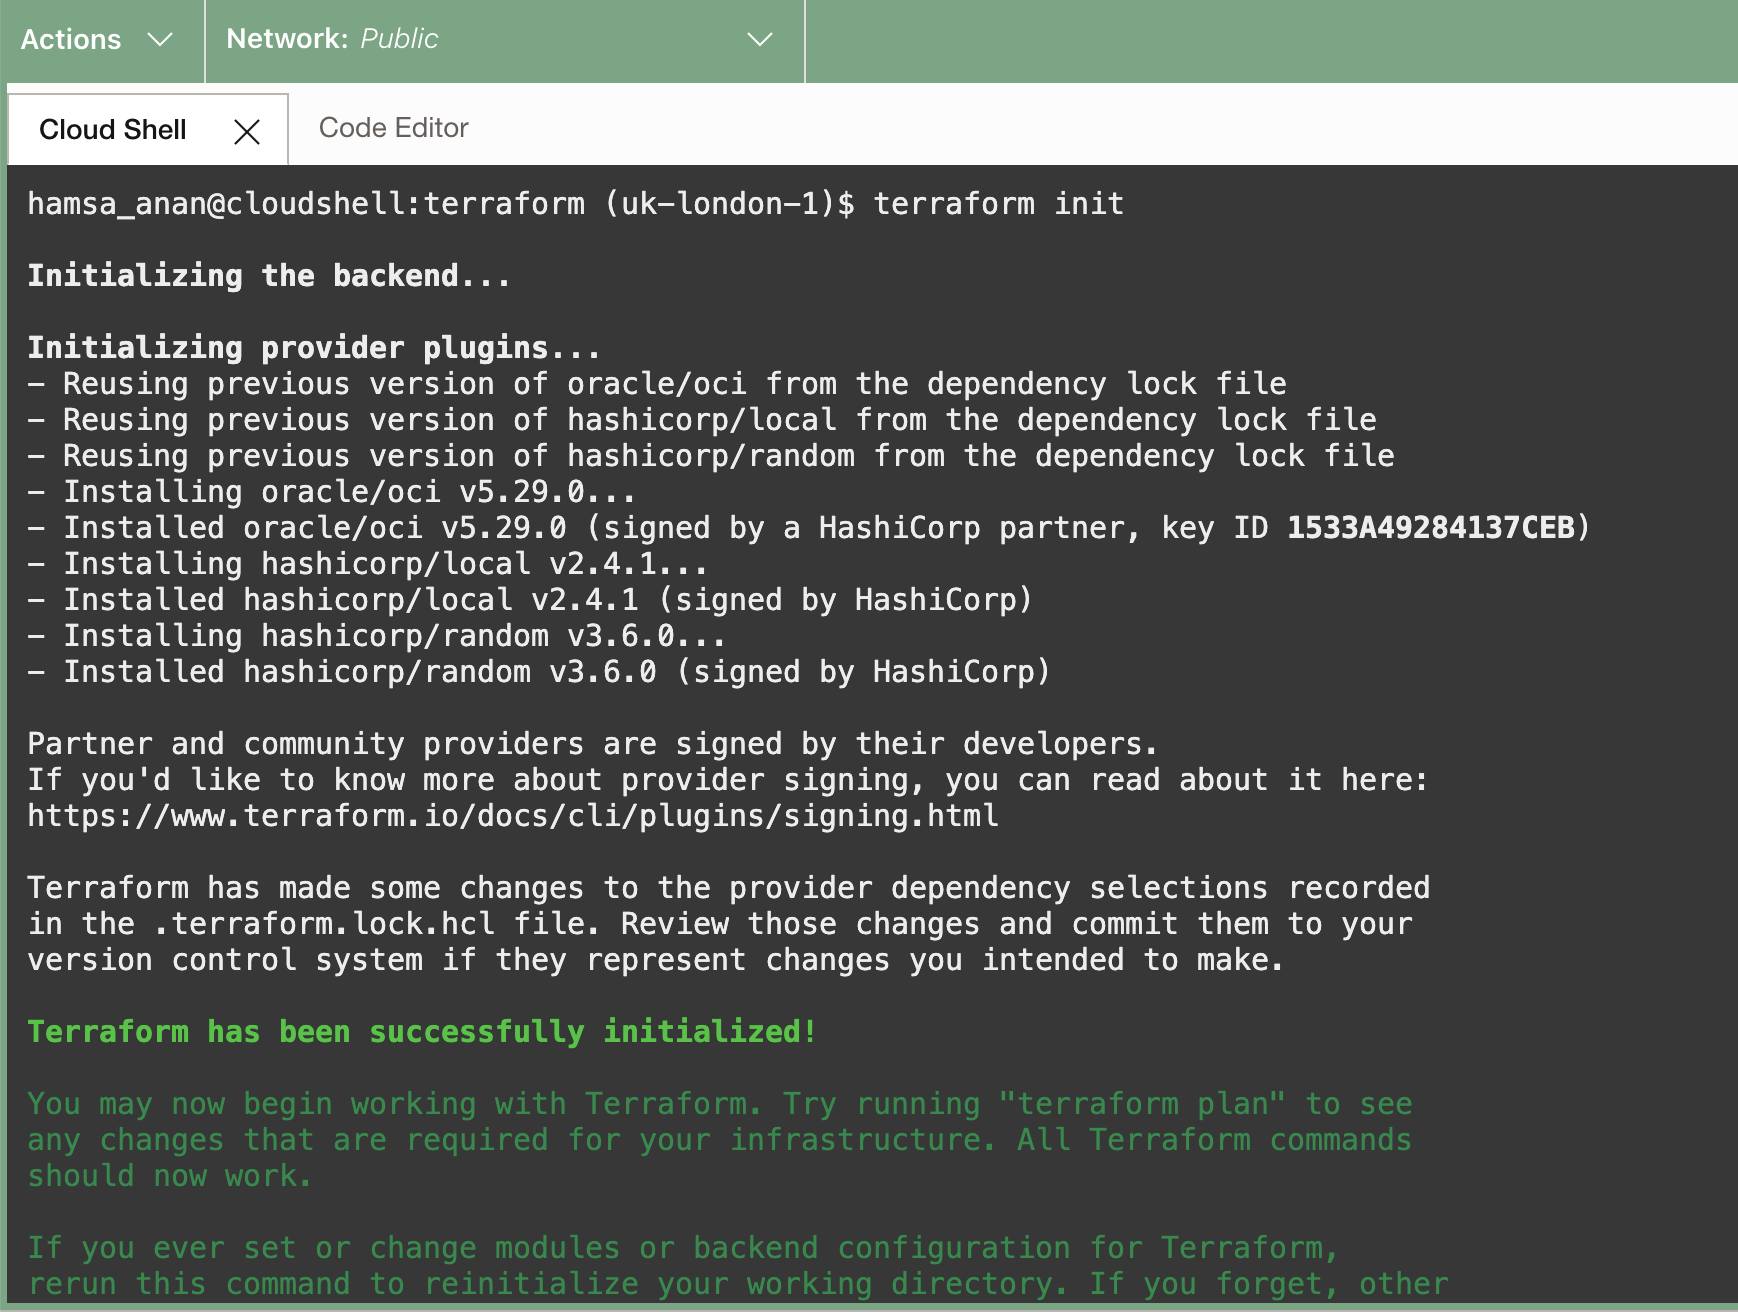 Actions
Network: Public
Cloud Shell
Code Editor
hamsa_anan@cloudshell:terraform (uk-london-1)$ terraform init
Initializing the backend...
Initializing provider plugins...
- Reusing previous version of oracle/oci from the dependency lock file
- Reusing previous version of hashicorp/local from the dependency lock file
- Reusing previous version of hashicorp/random from the dependency lock file
- Installing oracle/oci v5.29.0...
- Installed oracle/oci v5.29.0 (signed by a HashiCorp partner, key ID 1533A49284137CEB)
- Installing hashicorp/local v2.4.1...
- Installed hashicorp/local v2.4.1 (signed by HashiCorp)
- Installing hashicorp/random v3.6.0...
- Installed hashicorp/random v3.6.0 (signed by HashiCorp)
Partner and community providers are signed by their developers.
If you'd like to know more about provider signing, you can read about it here:
https://www.terraform.io/docs/cli/plugins/signing.html
Terraform has made some changes to the provider dependency selections recorded
in the .terraform.lock.hcl file. Review those changes and commit them to your
version control system if they represent changes you intended to make.
Terraform has been successfully initialized!
You may now begin working with Terraform. Try running "terraform plan" to see
any changes that are required for your infrastructure. All Terraform commands
should now work.
If you ever set or change modules or backend configuration for Terraform,
rerun this command to reinitialize your working directory. If you forget, other